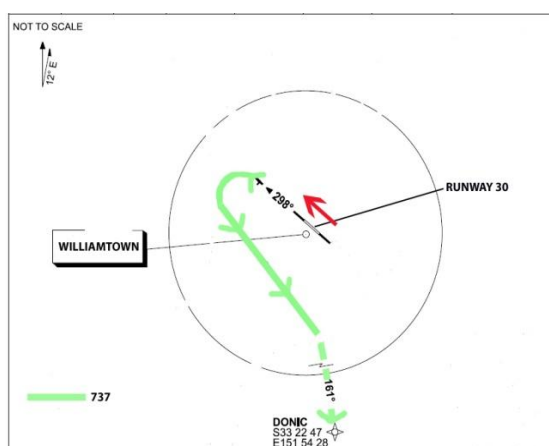 NOT TO SCALE
12° E
298°
RUNWAY 30
WILLIAMTOWN
161°
737
DONIC
S33 22 47
E151 54 28